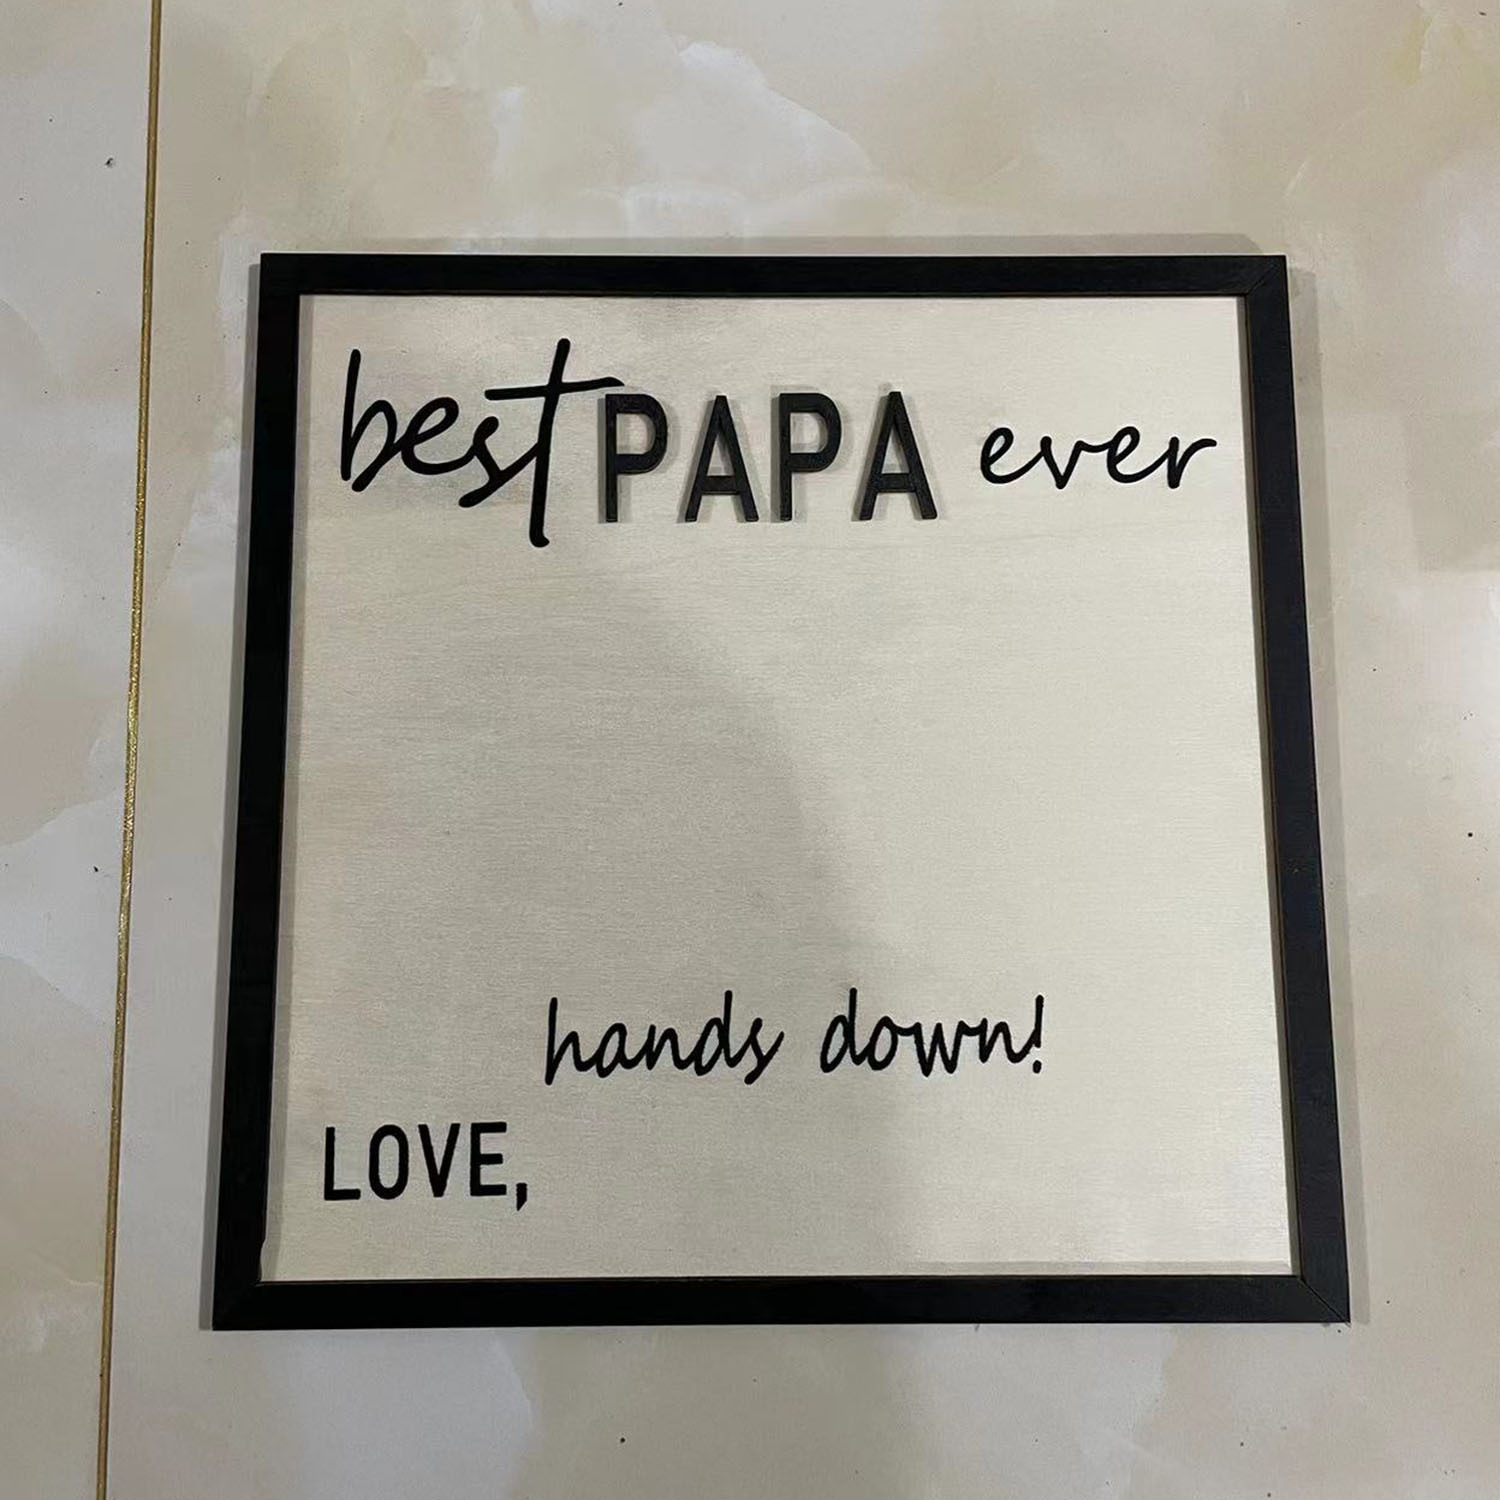 best PAPA ever
hands down!
LOVE,